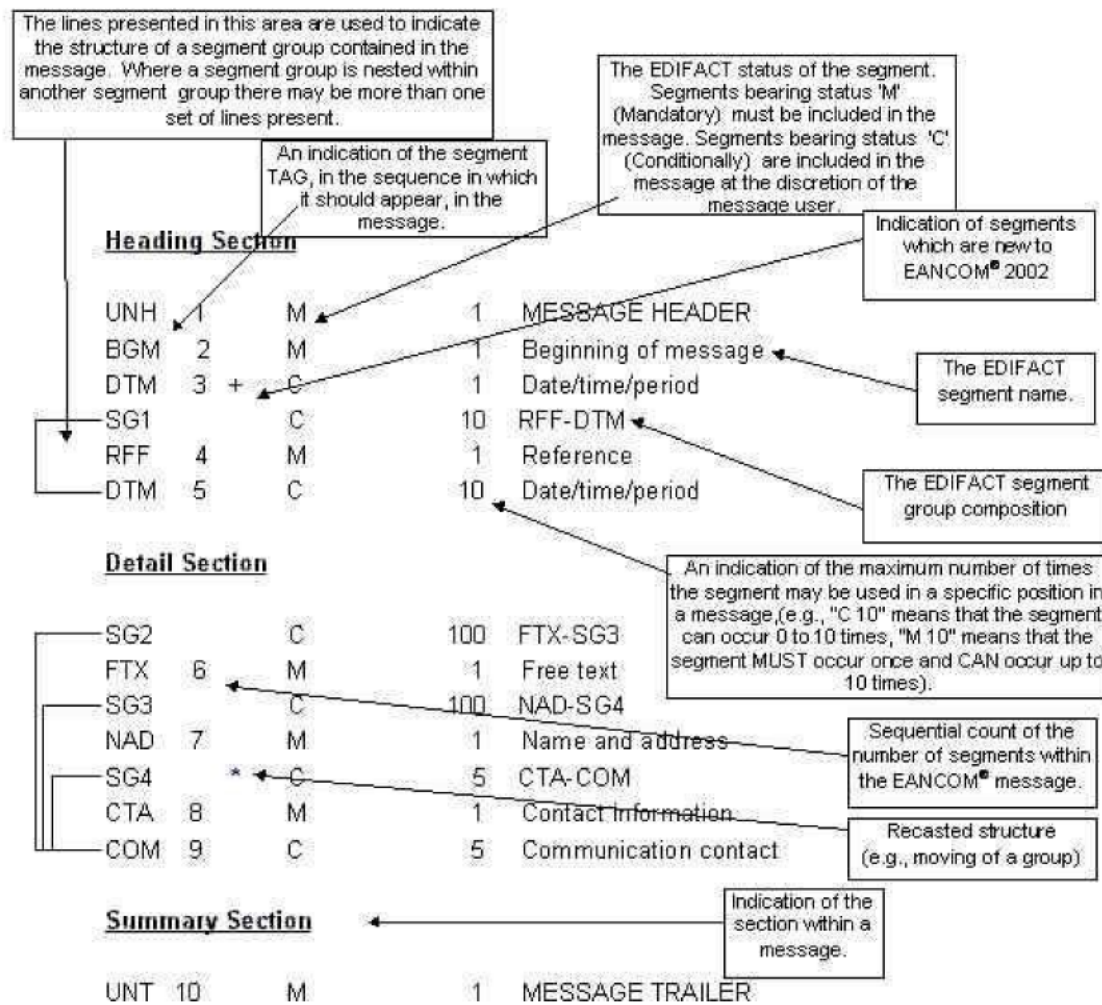 The lines presented in this area are used to indicate
the structure of a segment group contained in the
message. Where a segment group is nested within
another segment group there may be more than one
set of lines present.
The EDIFACT status of the segment.
Segments bearing status 'M'
(Mandatory) must be included in the
message. Segments bearing status 'C'
(Conditionally) are included in the
message at the discretion of the
message user.
An indication of the segment
TAG, in the sequence in which
it should appear, in the
message.
Indication of segments
which are new to
EANCOM® 2002
Heading Section
UNH 1 M 1 MESSAGE HEADER
BGM 2 M 1 Beginning of message
The EDIFACT
segment name.
DTM 3 + C 1 Date/time/period
SG1 C 10 RFF-DTM
RFF 4 M 1 Reference
DTM 5 C 10 Date/time/period
The EDIFACT segment
group composition
Detail Section
An indication of the maximum number of times
the segment may be used in a specific position in
a message,(e.g., "C 10" means that the segment
can occur 0 to 10 times, "M 10" means that the
segment MUST occur once and CAN occur up to
10 times).
SG2 C 100 FTX-SG3
FTX 6 M 1 Free text
SG3 C 100 NAD-SG4
NAD 7 M 1 Name and address
SG4 * C 5 CTA-COM
CTA 8 M 1 Contact Information
COM 9 C 5 Communication contact
Sequential count of the
number of segments within
the EANCOM® message.
Recasted structure
(e.g., moving of a group)
Summary Section
Indication of the
section within a
message.
UNT 10 M 1 MESSAGE TRAILER